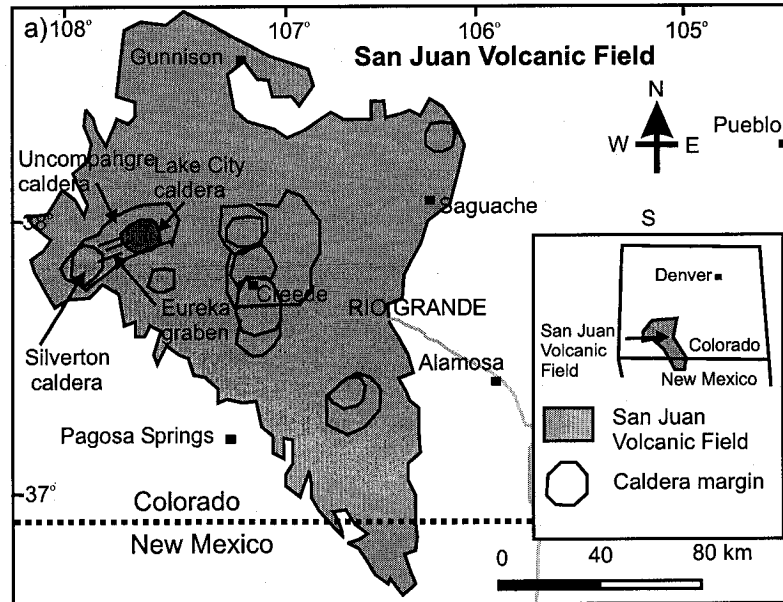 a)
108°
107°
106°
105°
San Juan Volcanic Field
Gunnison
N
W
E
S
Pueblo
Uncompahgre
caldera
Lake City
caldera
Saguache
38°
Creede
Eureka
graben
RIO GRANDE
Silverton
caldera
Alamosa
Pagosa Springs
37°
Colorado
New Mexico
Denver
San Juan
Volcanic
Field
Colorado
New Mexico
San Juan
Volcanic Field
Caldera margin
0
40
80 km